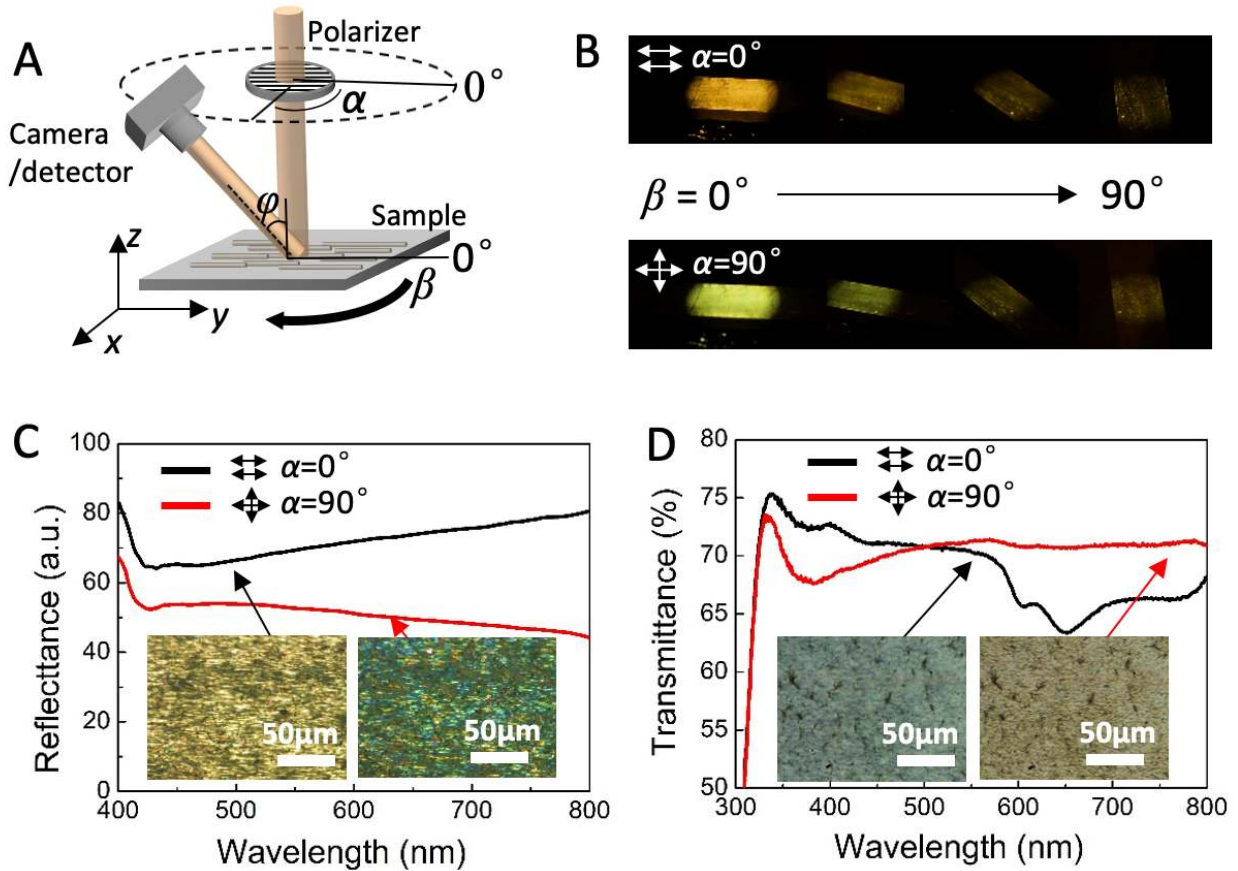 A
Polarizer
0°
α
Camera
/detector
φ
Sample
0°
β
z
y
x
B
α=0°
β = 0°
90°
α=90°
C
100
80
60
40
20
0
400
500
600
700
800
Reflecttance (a.u.)
Wavelength (nm)
α=0°
α=90°
50μm
50μm
D
80
75
70
65
60
55
50
300
400
500
600
700
800
Transmittance (%)
Wavelength (nm)
α=0°
α=90°
50μm
50μm